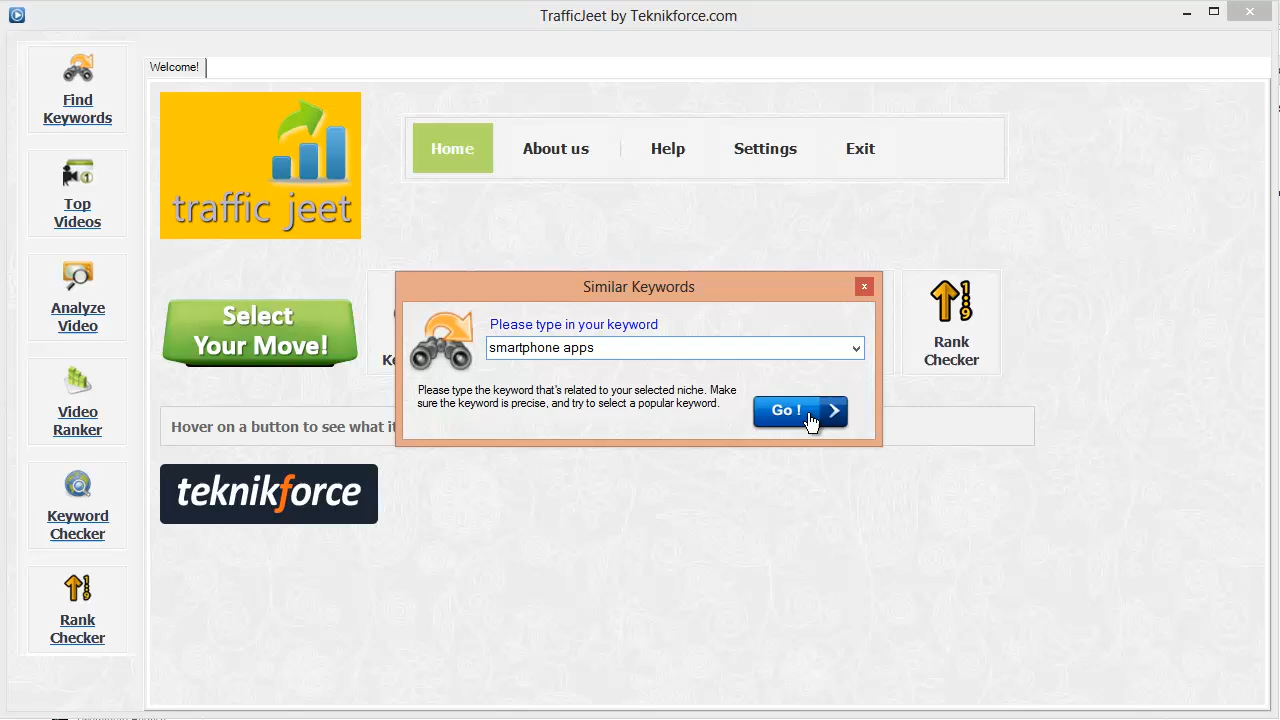 TrafficJeet by Teknikforce.com
Find
Keywords
Top
Videos
Analyze
Video
Video
Ranker
Keyword
Checker
Rank
Checker
Welcome!
traffic jeet
Home
About us
Help
Settings
Exit
Select
Your Move!
Ke
Similar Keywords
x
Please type in your keyword
smartphone apps
Please type the keyword that's related to your selected niche. Make
sure the keyword is precise, and try to select a popular keyword.
Go !
Rank
Checker
Hover on a button to see what it
teknikforce